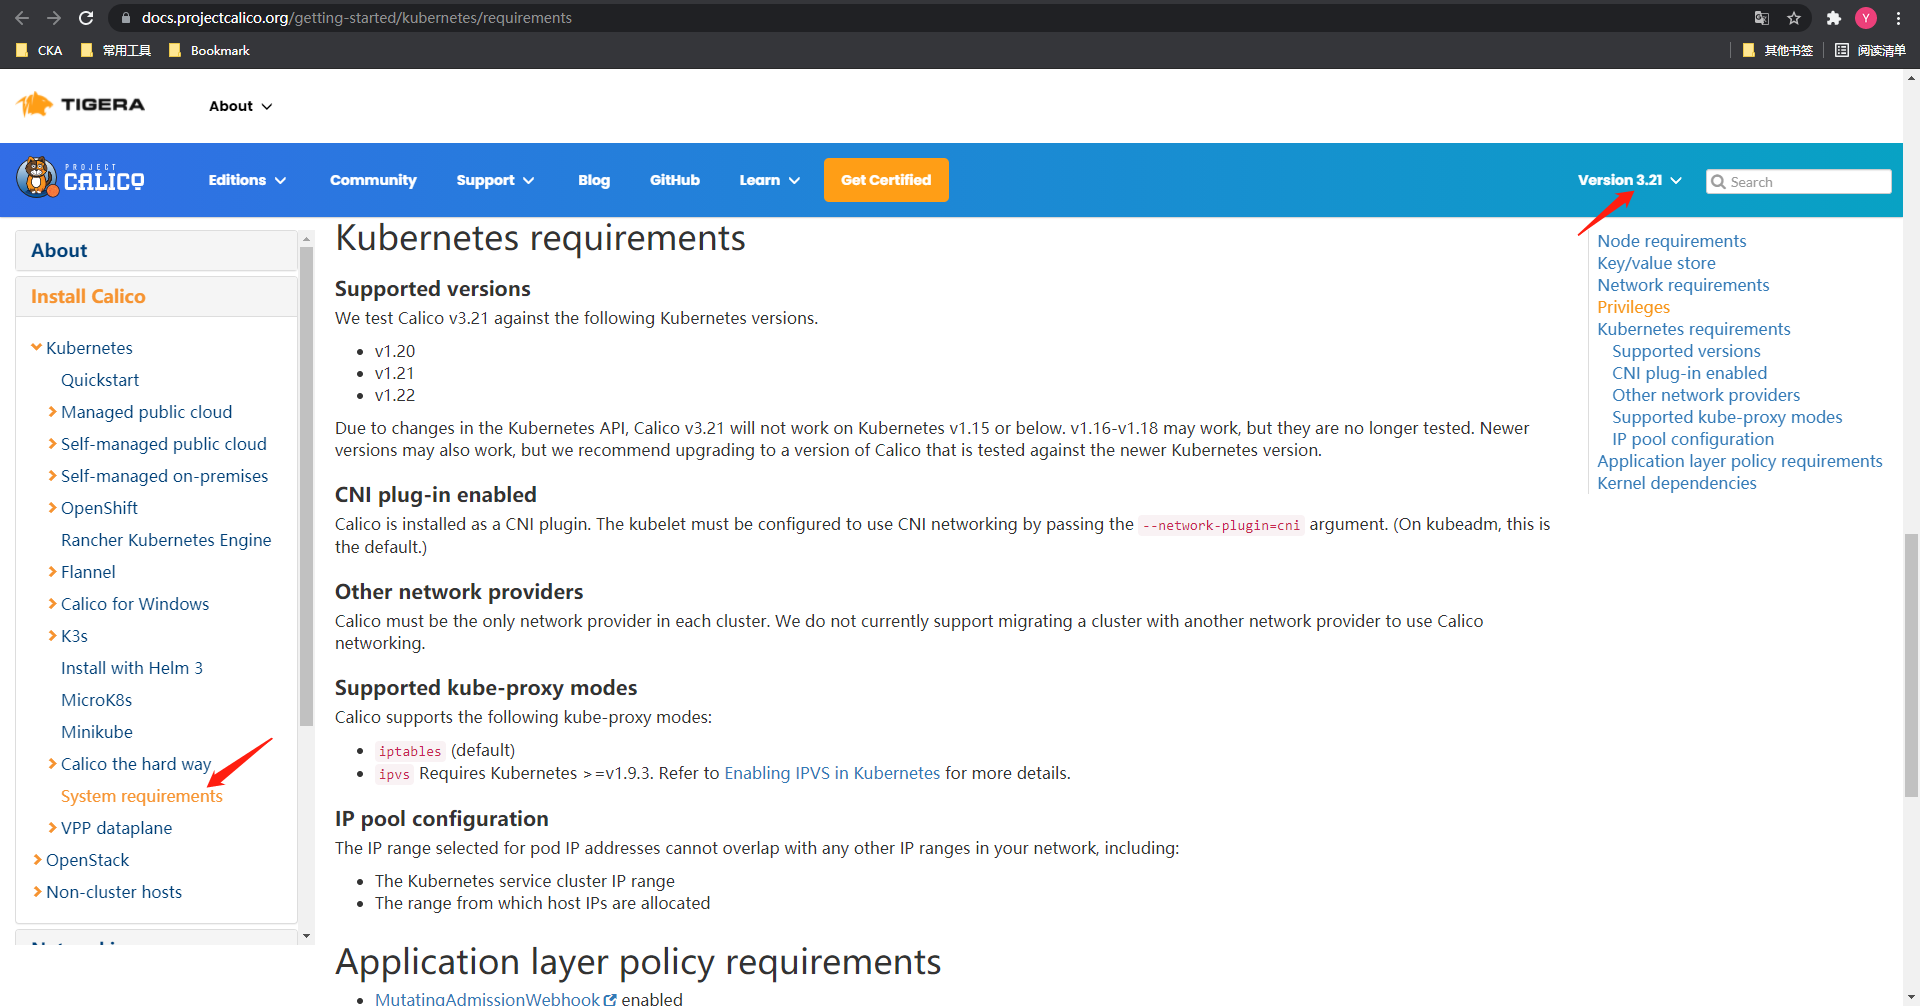 docs.projectcalico.org/getting-started/kubernetes/requirements
Y
CKA
常用工具
Bookmark
其他书签
阅读清单
TIGERA
About
PROJECT
CALICO
Editions
Community
Support
Blog
GitHub
Learn
Get Certified
Version 3.21
Search
About
Install Calico
Kubernetes
Quickstart
Managed public cloud
Self-managed public cloud
Self-managed on-premises
OpenShift
Rancher Kubernetes Engine
Flannel
Calico for Windows
K3s
Install with Helm 3
MicroK8s
Minikube
Calico the hard way
System requirements
VPP dataplane
OpenStack
Non-cluster hosts
Kubernetes requirements
Supported versions
We test Calico v3.21 against the following Kubernetes versions.
v1.20
v1.21
v1.22
Due to changes in the Kubernetes API, Calico v3.21 will not work on Kubernetes v1.15 or below. v1.16-v1.18 may work, but they are no longer tested. Newer
versions may also work, but we recommend upgrading to a version of Calico that is tested against the newer Kubernetes version.
CNI plug-in enabled
Calico is installed as a CNI plugin. The kubelet must be configured to use CNI networking by passing the --network-plugin=cni argument. (On kubeadm, this is
the default.)
Other network providers
Calico must be the only network provider in each cluster. We do not currently support migrating a cluster with another network provider to use Calico
networking.
Supported kube-proxy modes
Calico supports the following kube-proxy modes:
iptables (default)
ipvs Requires Kubernetes >=v1.9.3. Refer to Enabling IPVS in Kubernetes for more details.
IP pool configuration
The IP range selected for pod IP addresses cannot overlap with any other IP ranges in your network, including:
The Kubernetes service cluster IP range
The range from which host IPs are allocated
Application layer policy requirements
MutatingAdmissionWebhook enabled
Node requirements
Key/value store
Network requirements
Privileges
Kubernetes requirements
Supported versions
CNI plug-in enabled
Other network providers
Supported kube-proxy modes
IP pool configuration
Application layer policy requirements
Kernel dependencies